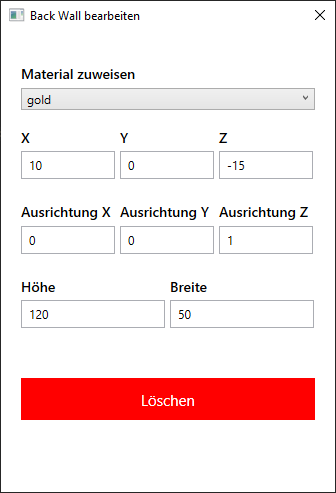 Back Wall bearbeiten
Material zuweisen
gold
X Y Z
10 0 -15
Ausrichtung X Ausrichtung Y Ausrichtung Z
0 0 1
Höhe Breite
120 50
Löschen